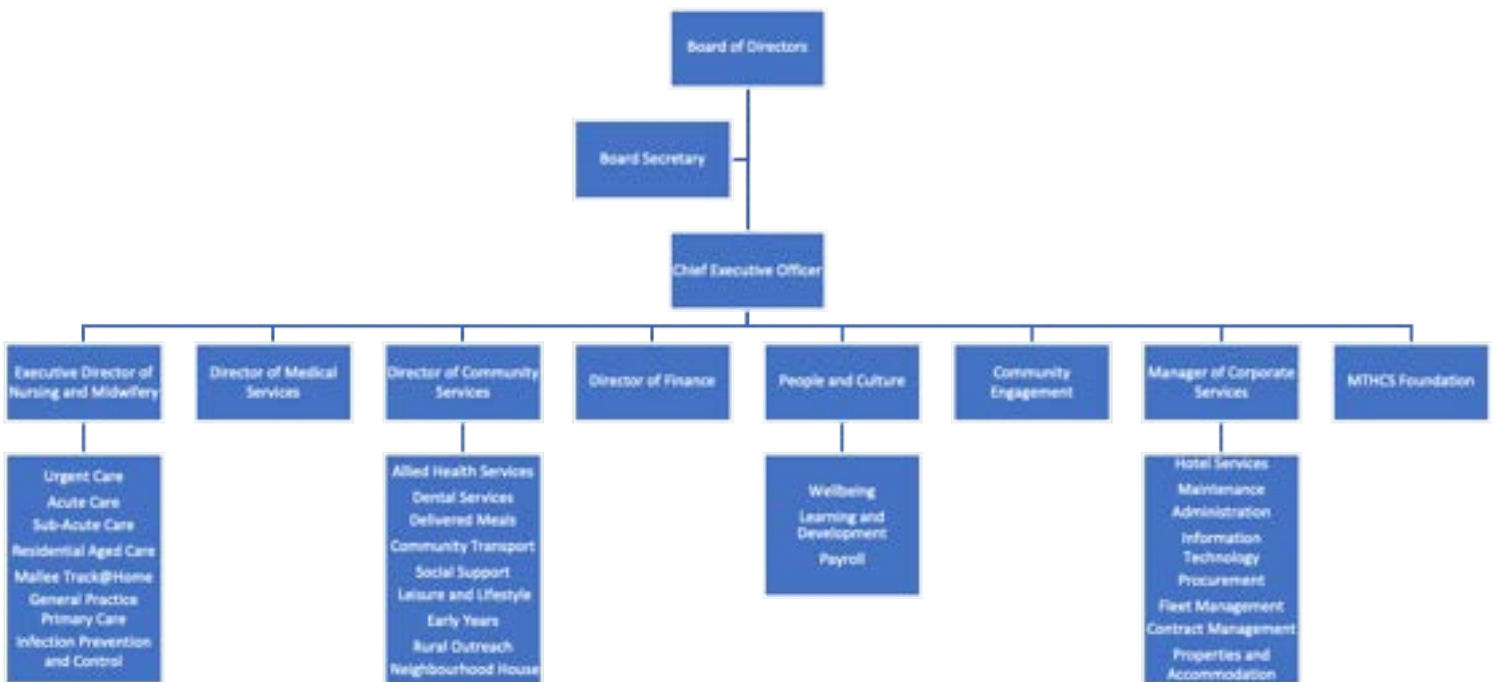 Board of Directors
Board Secretary
Chief Executive Officer
Executive Director of
Nursing and Midwifery
Director of Medical
Services
Director of Community
Services
Director of Finance
People and Culture
Community
Engagement
Manager of Corporate
Services
MTHCS Foundation
Urgent Care
Acute Care
Sub-Acute Care
Residential Aged Care
Mallee Track@Home
General Practice
Primary Care
Infection Prevention
and Control
Allied Health Services
Dental Services
Delivered Meals
Community Transport
Social Support
Leisure and Lifestyle
Early Years
Rural Outreach
Neighbourhood House
Wellbeing
Learning and
Development
Payroll
Hotel Services
Maintenance
Administration
Information
Technology
Procurement
Fleet Management
Contract Management
Properties and
Accommodation